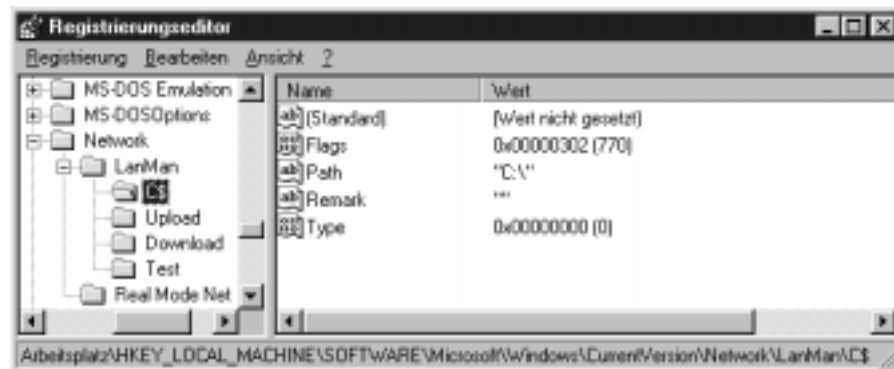 Registrierungseditor
Registrierung Bearbeiten Ansicht ?
MS-DOS Emulation
MS-DOSOptions
Network
LanMan
C$
Upload
Download
Test
Real Mode Net
Name Wert
(Standard) (Wert nicht gesetzt)
Flags 0x00000302 (770)
Path "C:\"
Remark ""
Type 0x00000000 (0)
Arbeitsplatz\HKEY_LOCAL_MACHINE\SOFTWARE\Microsoft\Windows\CurrentVersion\Network\LanMan\C$